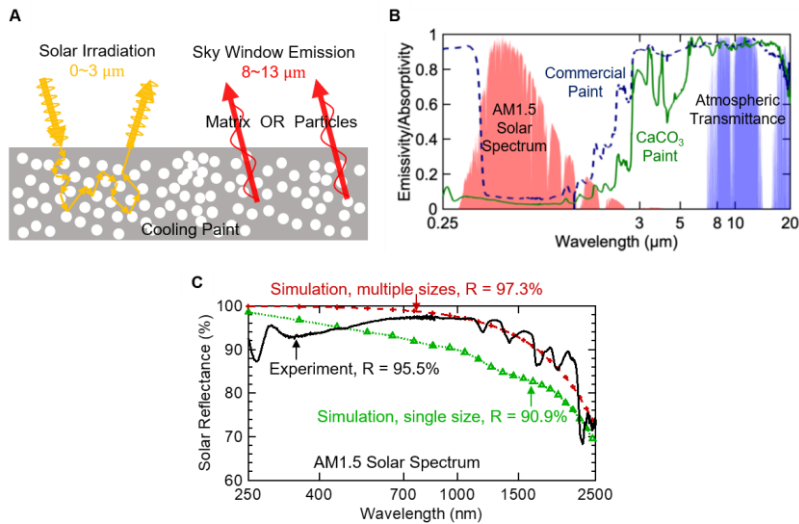 A
Solar Irradiation
0~3 μm
Sky Window Emission
8~13 μm
Matrix OR Particles
Cooling Paint
B
Emissivity/Absorptivity
1
0.8
0.6
0.4
0.2
0
Commercial
Paint
AM1.5
Solar
Spectrum
CaCO₃
Paint
Atmospheric
Transmittance
0.25
3
5
8
10
20
Wavelength (μm)
C
Solar Reflectance (%)
100
90
80
70
60
Simulation, multiple sizes, R = 97.3%
Experiment, R = 95.5%
Simulation, single size, R = 90.9%
AM1.5 Solar Spectrum
250
400
700
1000
1500
2500
Wavelength (nm)